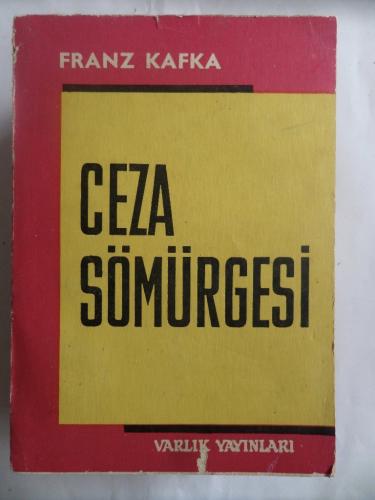 FRANZ KAFKA
CEZA
SÖMÜRGESİ
VARLIK YAYINLARI